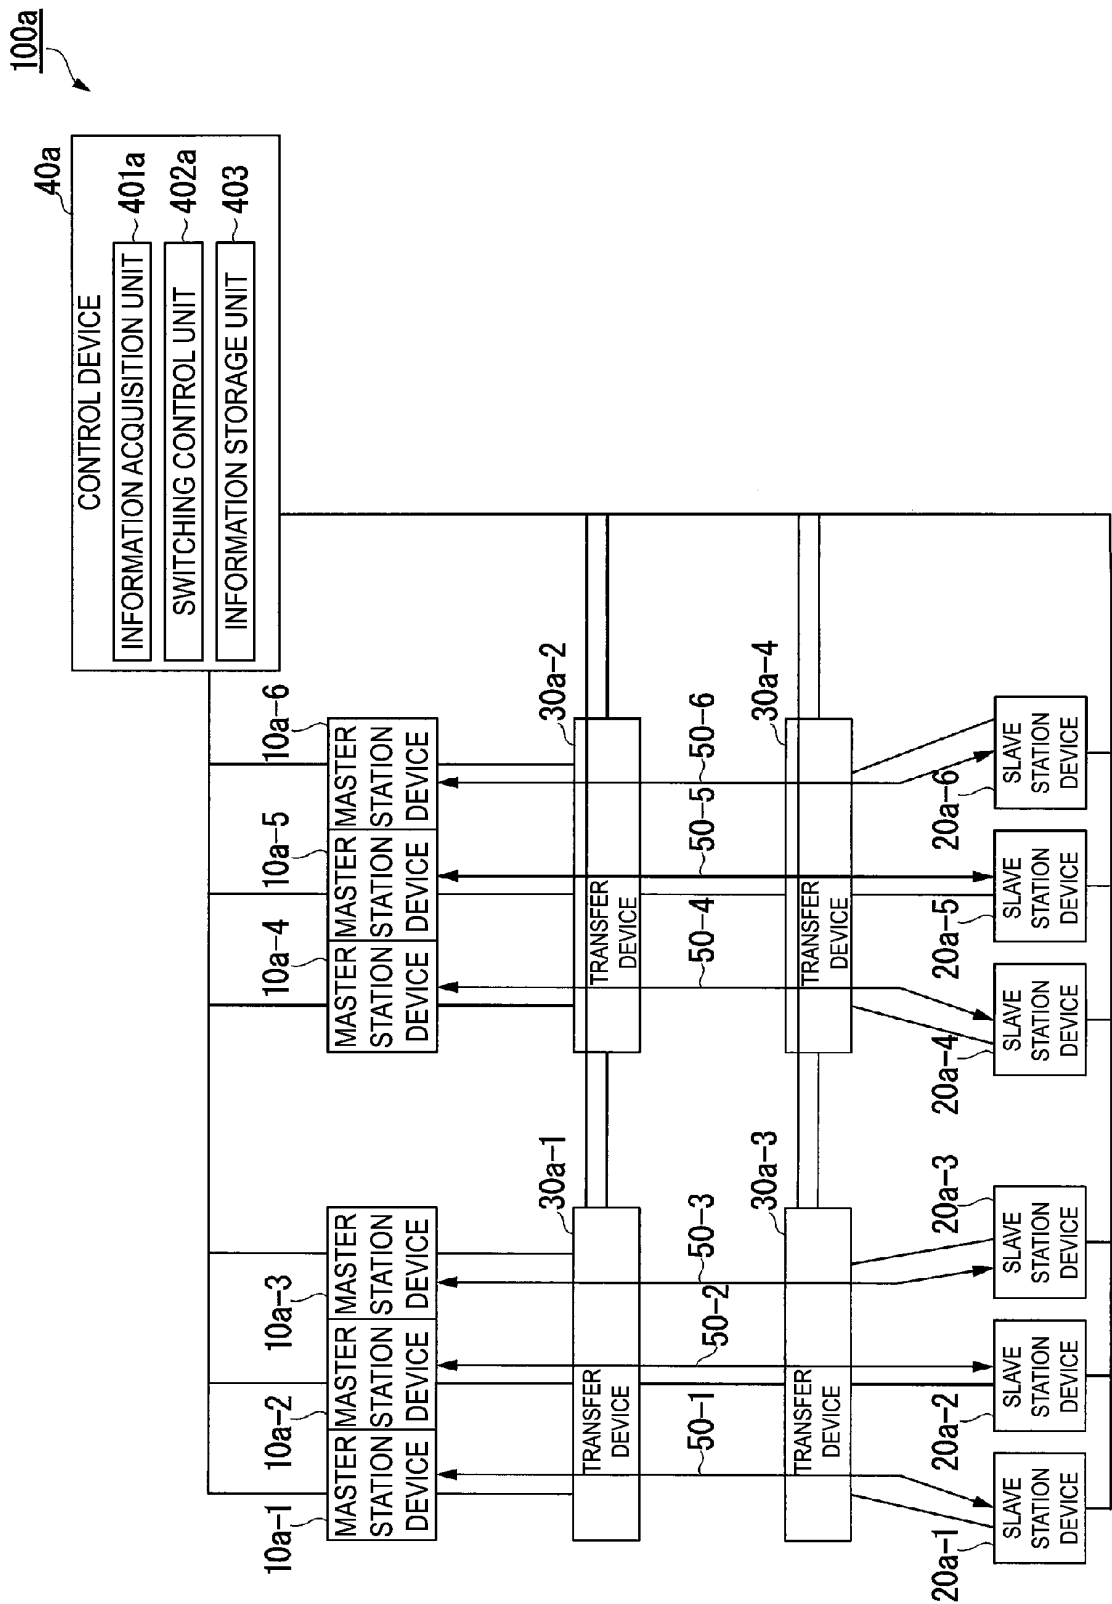 100a
40a
CONTROL DEVICE
INFORMATION ACQUISITION UNIT
401a
SWITCHING CONTROL UNIT
402a
INFORMATION STORAGE UNIT
403
10a-1
MASTER
STATION
DEVICE
10a-2
MASTER
STATION
DEVICE
10a-3
MASTER
STATION
DEVICE
10a-4
MASTER
STATION
DEVICE
10a-5
MASTER
STATION
DEVICE
10a-6
MASTER
STATION
DEVICE
30a-1
TRANSFER
DEVICE
30a-2
TRANSFER
DEVICE
50-1
50-2
50-3
50-4
50-5
50-6
30a-3
TRANSFER
DEVICE
30a-4
TRANSFER
DEVICE
20a-1
SLAVE
STATION
DEVICE
20a-2
SLAVE
STATION
DEVICE
20a-3
SLAVE
STATION
DEVICE
20a-4
SLAVE
STATION
DEVICE
20a-5
SLAVE
STATION
DEVICE
20a-6
SLAVE
STATION
DEVICE